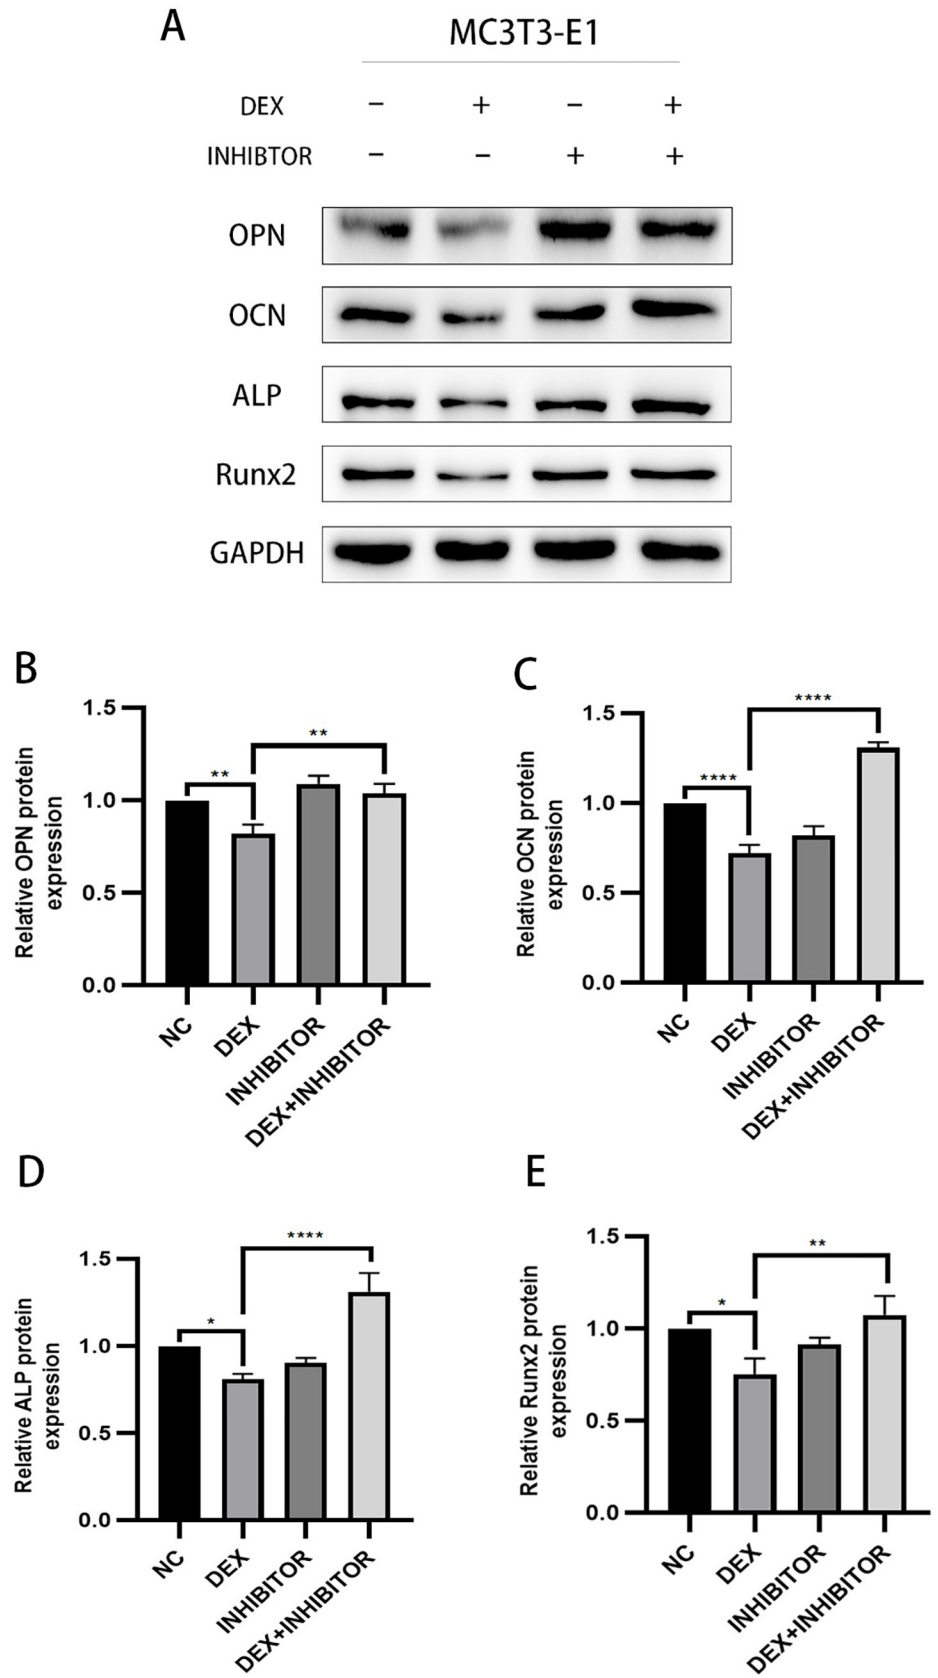 A
MC3T3-E1
DEX − + − +
INHIBTOR − − + +
OPN
OCN
ALP
Runx2
GAPDH
B
Relative OPN protein
expression
1.5
1.0
0.5
0.0
**
**
NC
DEX
INHIBITOR
DEX+INHIBITOR
C
Relative OCN protein
expression
1.5
1.0
0.5
0.0
****
****
NC
DEX
INHIBITOR
DEX+INHIBITOR
D
Relative ALP protein
expression
1.5
1.0
0.5
0.0
*
****
NC
DEX
INHIBITOR
DEX+INHIBITOR
E
Relative Runx2 protein
expression
1.5
1.0
0.5
0.0
*
**
NC
DEX
INHIBITOR
DEX+INHIBITOR